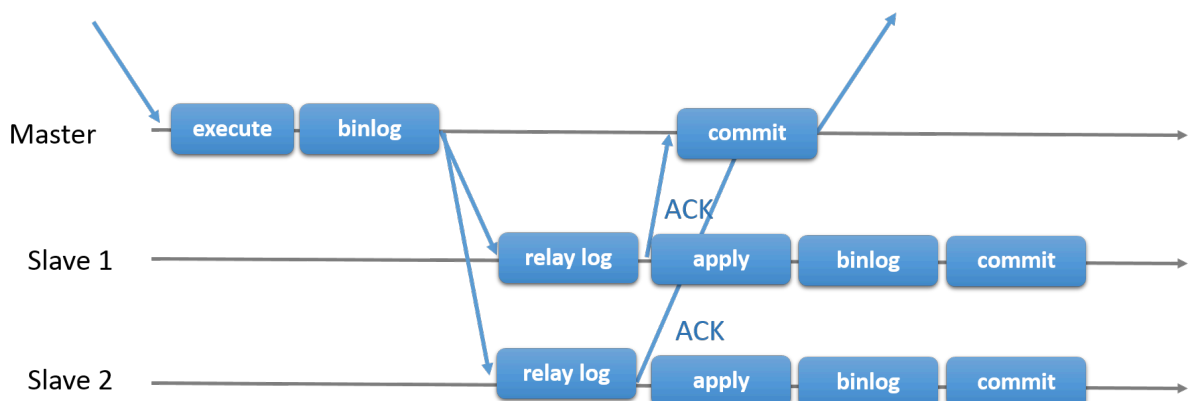 Master execute binlog commit
ACK
Slave 1 relay log apply binlog commit
ACK
Slave 2 relay log apply binlog commit